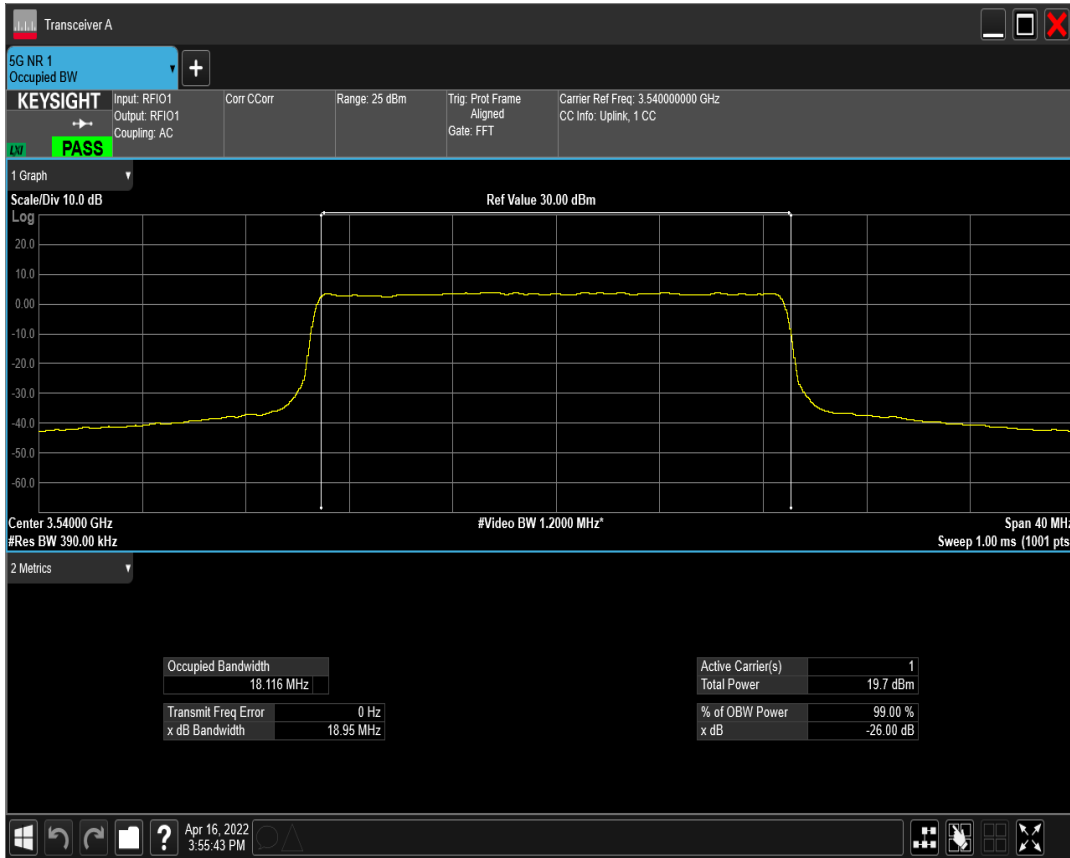 Transceiver A
5G NR 1
Occupied BW
+
KEYSIGHT
LXI
PASS
Input: RFIO1
Output: RFIO1
Coupling: AC
Corr CCorr
Range: 25 dBm
Trig: Prot Frame
Aligned
Gate: FFT
Carrier Ref Freq: 3.540000000 GHz
CC Info: Uplink, 1 CC
1 Graph
Scale/Div 10.0 dB
Ref Value 30.00 dBm
Log
20.0
10.0
0.00
-10.0
-20.0
-30.0
-40.0
-50.0
-60.0
Center 3.54000 GHz
#Video BW 1.2000 MHz*
Span 40 MHz
#Res BW 390.00 kHz
Sweep 1.00 ms (1001 pts
2 Metrics
Occupied Bandwidth
18.116 MHz
Transmit Freq Error 0 Hz
x dB Bandwidth 18.95 MHz
Active Carrier(s) 1
Total Power 19.7 dBm
% of OBW Power 99.00 %
x dB -26.00 dB
?
Apr 16, 2022
3:55:43 PM